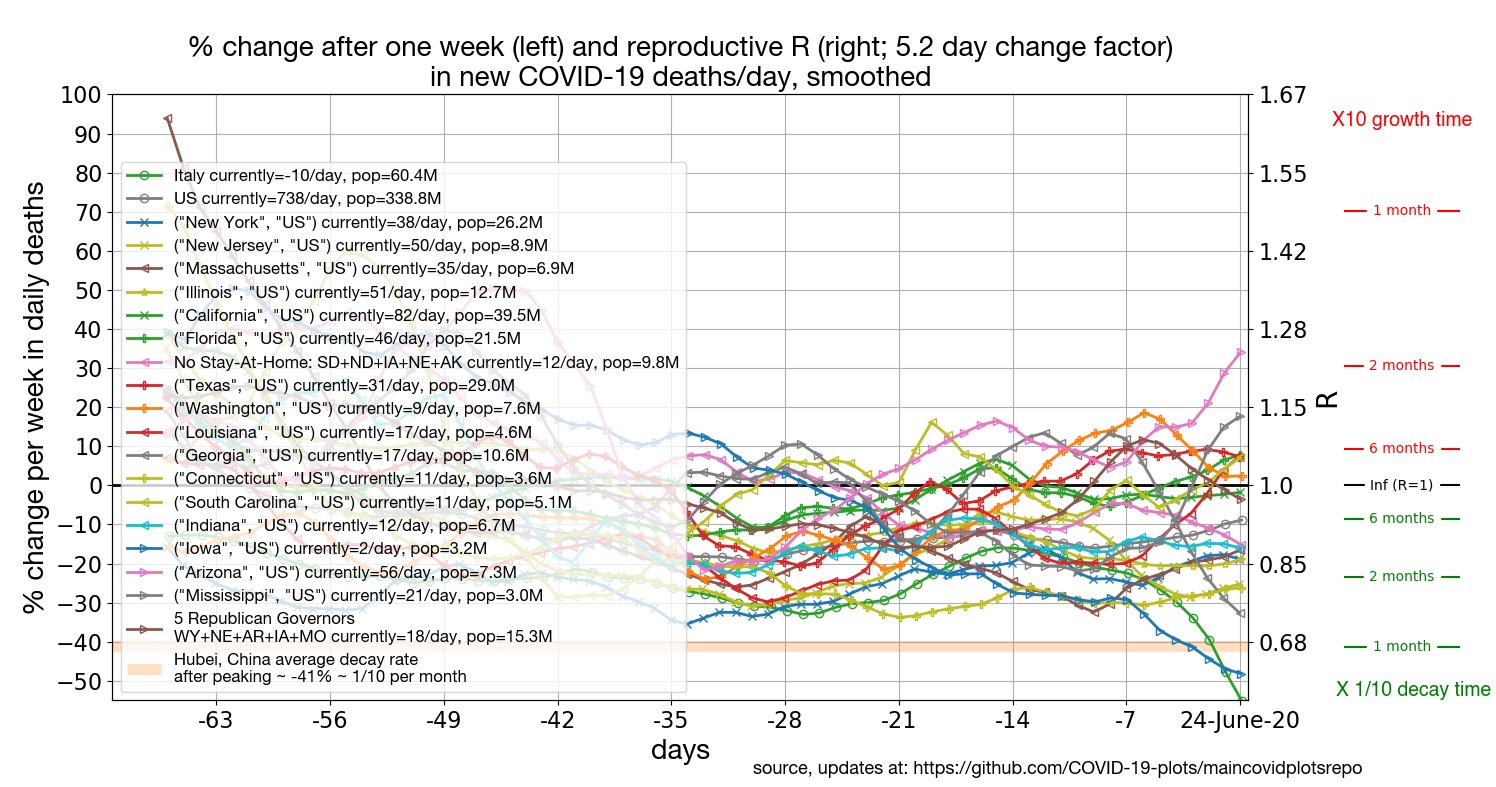 % change after one week (left) and reproductive R (right; 5.2 day change factor)
in new COVID-19 deaths/day, smoothed
% change per week in daily deaths
100
90
80
70
60
50
40
30
20
10
0
−10
−20
−30
−40
−50
Italy currently=-10/day, pop=60.4M
US currently=738/day, pop=338.8M
("New York", "US") currently=38/day, pop=26.2M
("New Jersey", "US") currently=50/day, pop=8.9M
("Massachusetts", "US") currently=35/day, pop=6.9M
("Illinois", "US") currently=51/day, pop=12.7M
("California", "US") currently=82/day, pop=39.5M
("Florida", "US") currently=46/day, pop=21.5M
No Stay-At-Home: SD+ND+IA+NE+AK currently=12/day, pop=9.8M
("Texas", "US") currently=31/day, pop=29.0M
("Washington", "US") currently=9/day, pop=7.6M
("Louisiana", "US") currently=17/day, pop=4.6M
("Georgia", "US") currently=17/day, pop=10.6M
("Connecticut", "US") currently=11/day, pop=3.6M
("South Carolina", "US") currently=11/day, pop=5.1M
("Indiana", "US") currently=12/day, pop=6.7M
("Iowa", "US") currently=2/day, pop=3.2M
("Arizona", "US") currently=56/day, pop=7.3M
("Mississippi", "US") currently=21/day, pop=3.0M
5 Republican Governors
WY+NE+AR+IA+MO currently=18/day, pop=15.3M
Hubei, China average decay rate
after peaking ~ -41% ~ 1/10 per month
-63 -56 -49 -42 -35 -28 -21 -14 -7 24-June-20
days
1.67
1.55
1.42
1.28
1.15
1.0
0.85
0.68
R
X10 growth time
1 month
2 months
6 months
Inf (R=1)
6 months
2 months
1 month
X 1/10 decay time
source, updates at: https://github.com/COVID-19-plots/maincovidplotsrepo